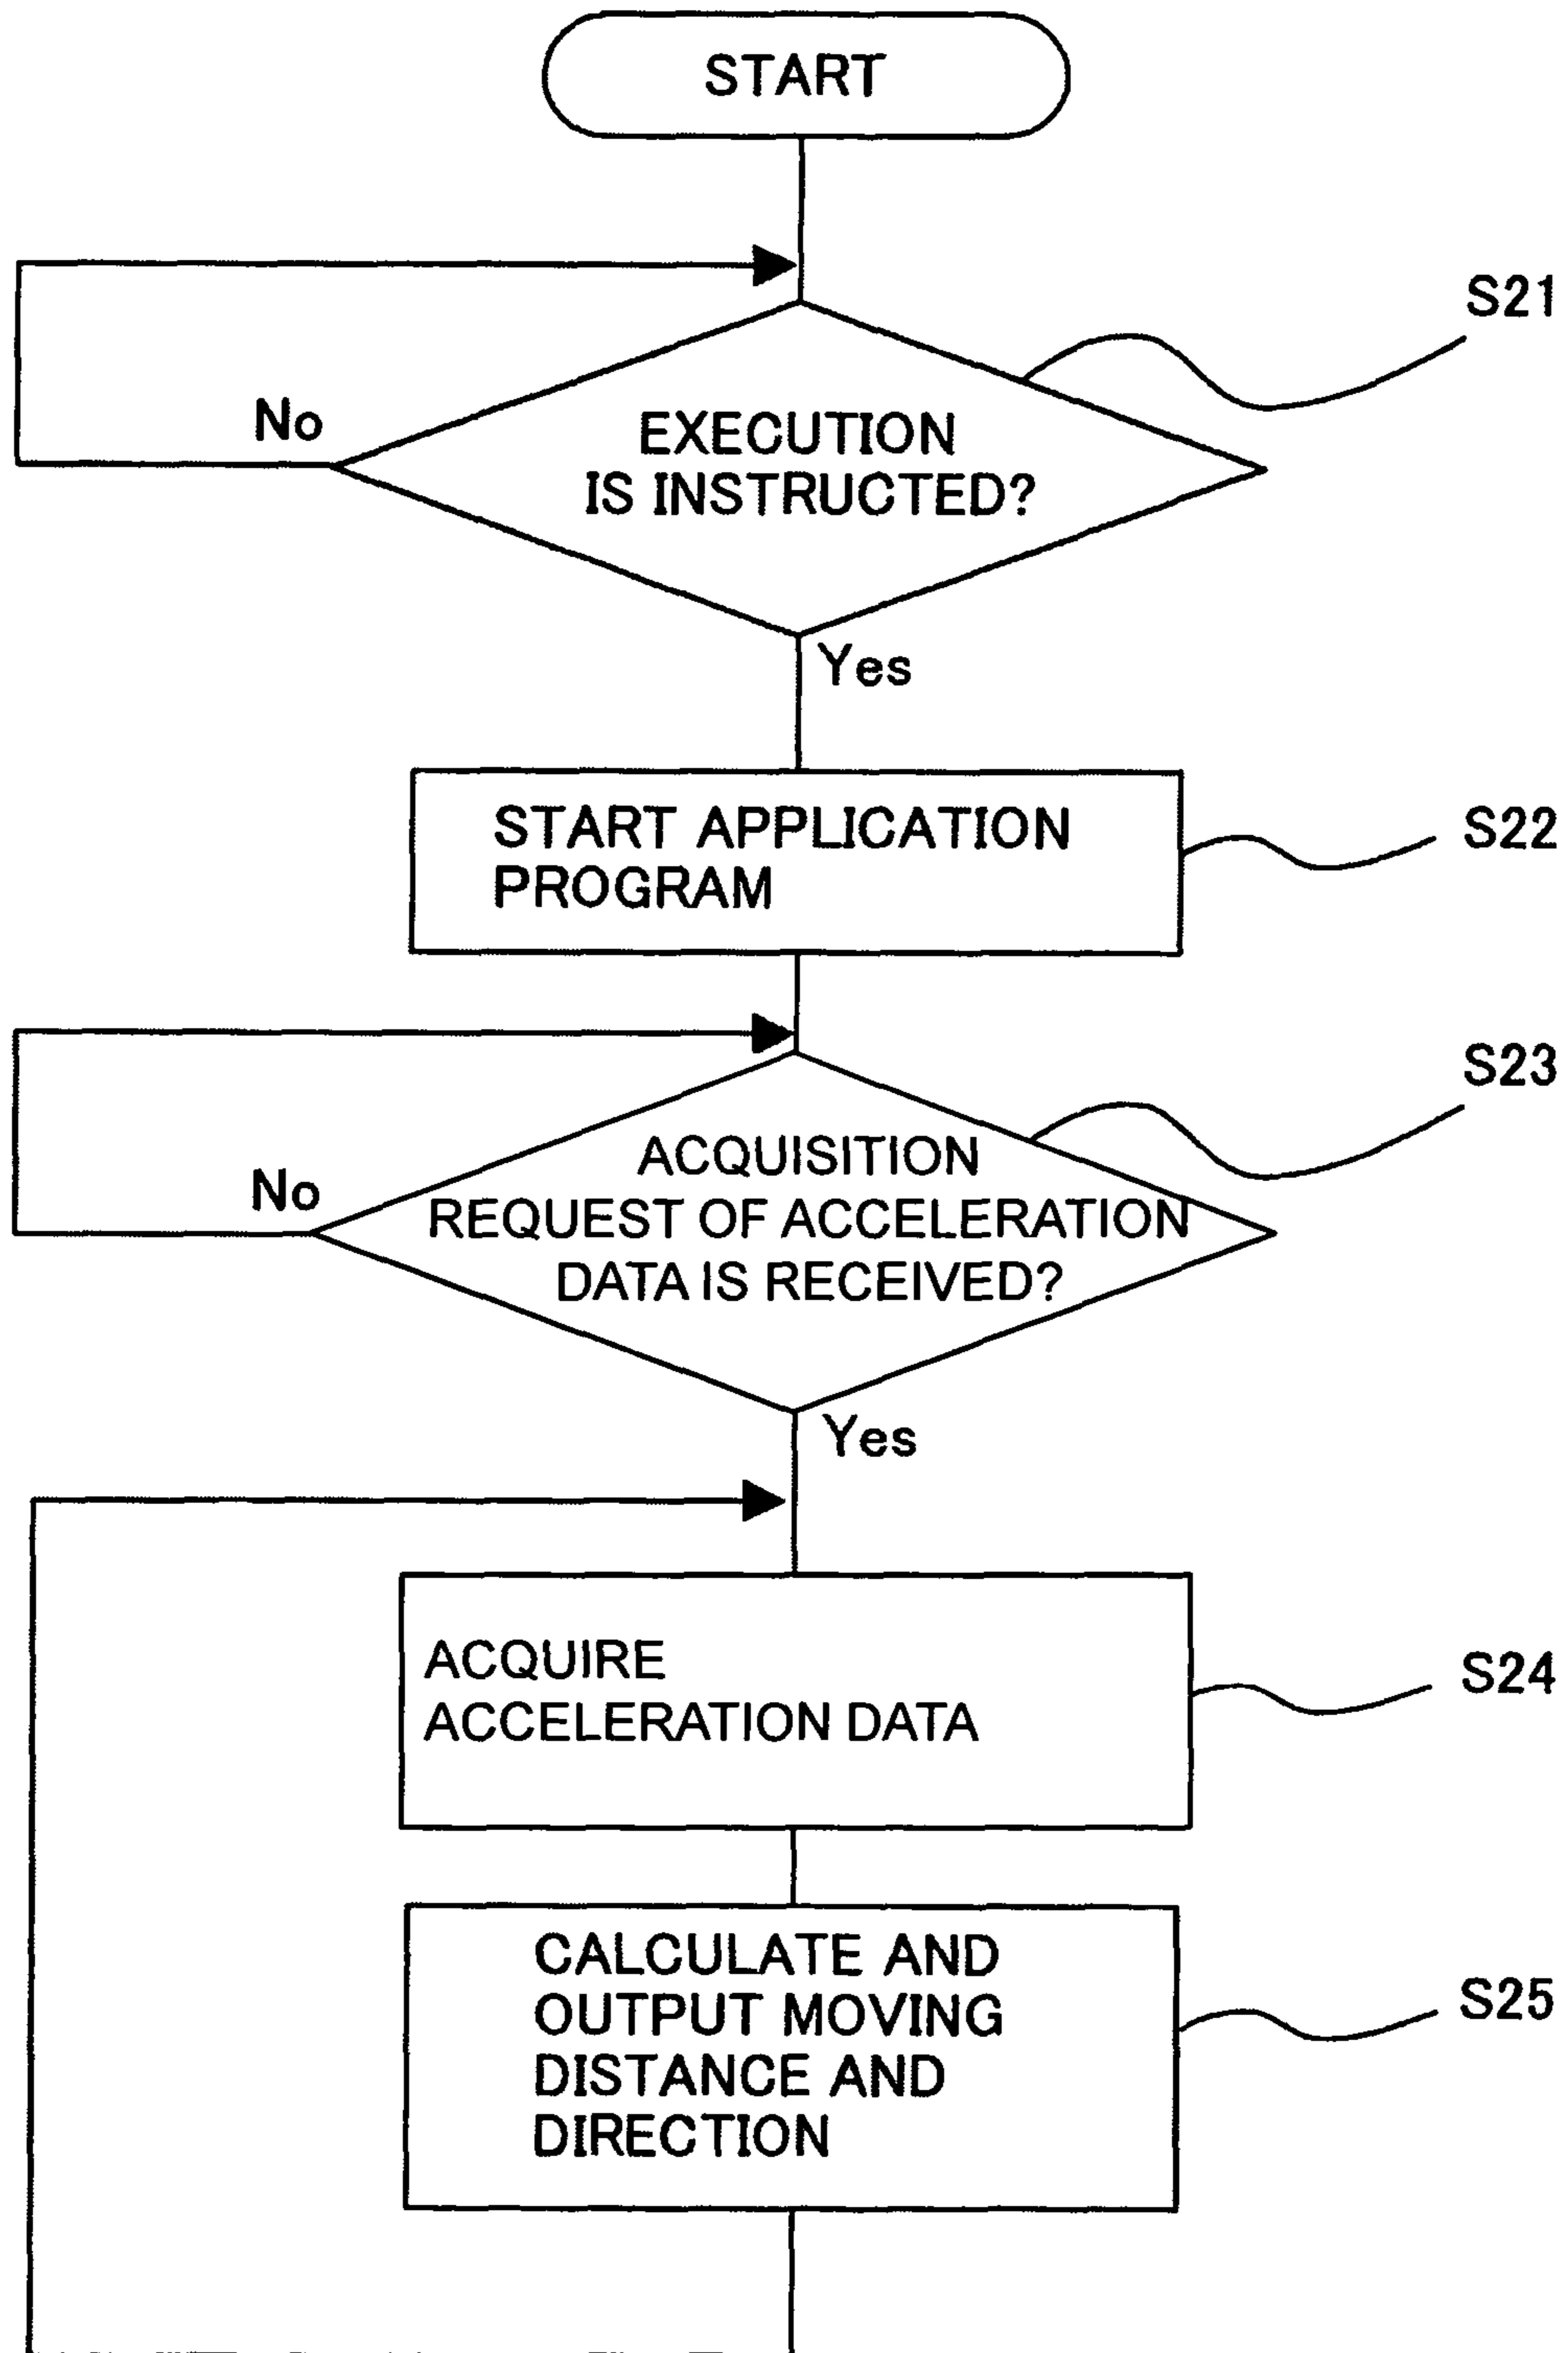 START
S21
No
EXECUTION
IS INSTRUCTED?
Yes
START APPLICATION
PROGRAM
S22
S23
No
ACQUISITION
REQUEST OF ACCELERATION
DATA IS RECEIVED?
Yes
ACQUIRE
ACCELERATION DATA
S24
CALCULATE AND
OUTPUT MOVING
DISTANCE AND
DIRECTION
S25